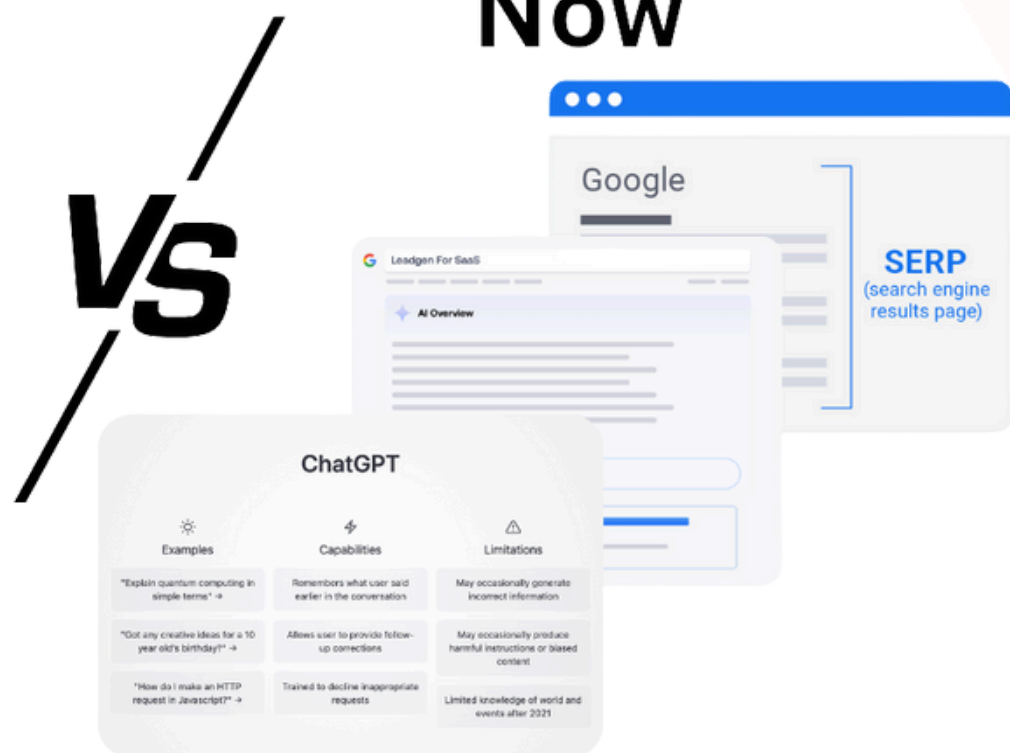 Now
VS
Google
SERP
(search engine
results page)
Leadgen For SaaS
AI Overview
ChatGPT
Examples
Capabilities
Limitations
"Explain quantum computing in
simple terms" →
Remembers what user said
earlier in the conversation
May occasionally generate
incorrect information
"Got any creative ideas for a 10
year old's birthday?" →
Allows user to provide follow-
up corrections
May occasionally produce
harmful instructions or biased
content
"How do I make an HTTP
request in Javascript?" →
Trained to decline inappropriate
requests
Limited knowledge of world and
events after 2021